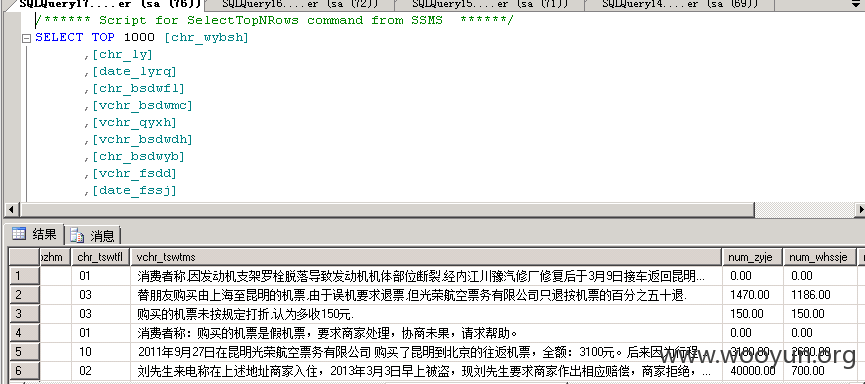 SQLQuery17....er (sa (76)) SQLQuery16....er (sa (72)) SQLQuery15....er (sa (71)) SQLQuery14....er (sa (69))
/****** Script for SelectTopNRows command from SSMS ******/
SELECT TOP 1000 [chr_wybsh]
,[chr_ly]
,[date_lyrq]
,[chr_bsdwfl]
,[vchr_bsdwmc]
,[vchr_qyxh]
,[vchr_bsdwdh]
,[chr_bsdwyb]
,[vchr_fsdd]
,[date_fssj]
结果 消息
ozhm chr_tswtfl vchr_tswtms num_zyje num_whssje
1 01 消费者称.因发动机支架罗栓脱落导致发动机机体部位断裂.经内江川豫汽修厂修复后于3月9日接车返回昆明... 0.00 0.00
2 03 替朋友购买由上海至昆明的机票.由于误机要求退票.但光荣航空票务有限公司只退按机票的百分之五十退. 1470.00 1186.00
3 03 购买的机票未按规定打折.认为多收150元. 150.00 150.00
4 01 消费者称：购买的机票是假机票，要求商家处理，协商未果，请求帮助。 0.00 0.00
5 10 2011年9月27日在昆明光荣航空票务有限公司 购买了昆明到北京的往返机票，全额：3100元。后来因为行程... 3100.00 2600.00
6 02 刘先生来电称在上述地址商家入住，2013年3月3日早上被盗，现刘先生要求商家作出相应赔偿，商家拒绝，... 40000.00 700.00
www.wooyun.org